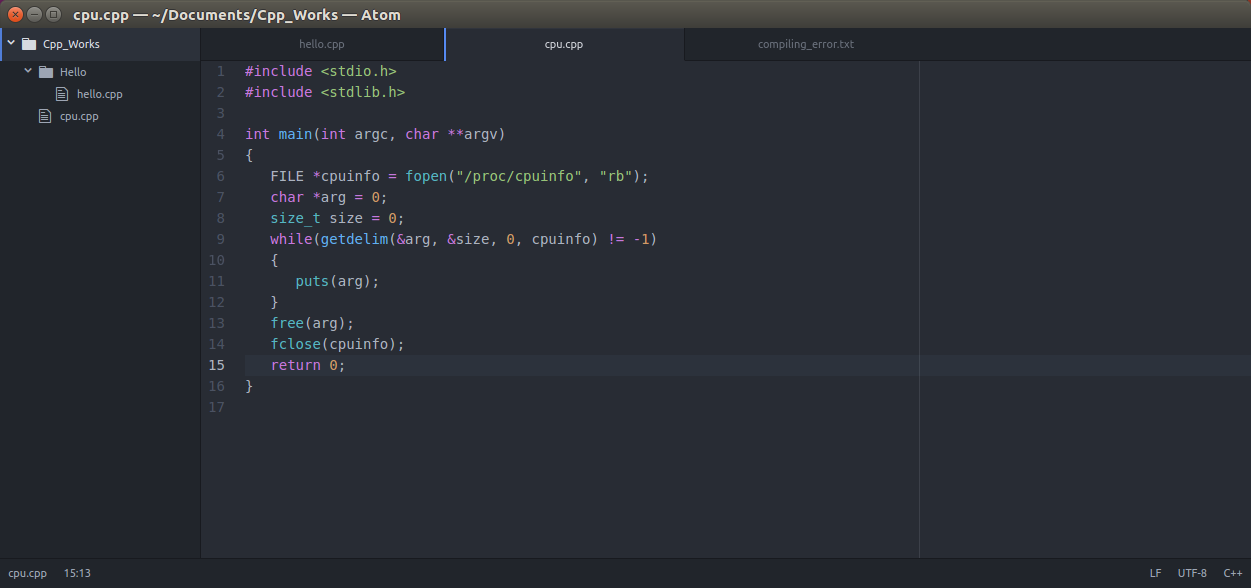 cpu.cpp — ~/Documents/Cpp_Works — Atom
Cpp_Works
Hello
hello.cpp
cpu.cpp
hello.cpp
cpu.cpp
compiling_error.txt
1 #include <stdio.h>
2 #include <stdlib.h>
3
4 int main(int argc, char **argv)
5 {
6    FILE *cpuinfo = fopen("/proc/cpuinfo", "rb");
7    char *arg = 0;
8    size_t size = 0;
9    while(getdelim(&arg, &size, 0, cpuinfo) != -1)
10    {
11       puts(arg);
12    }
13    free(arg);
14    fclose(cpuinfo);
15    return 0;
16 }
17
cpu.cpp 15:13
LF UTF-8 C++